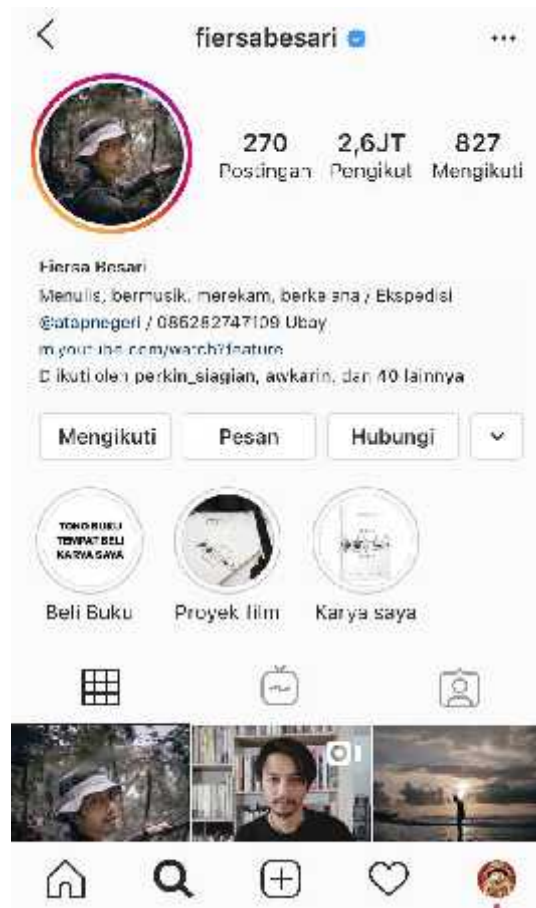 fiersabesari
270 2,6JT 827
Postingan Pengikut Mengikuti
Fiersa Besari
Menulis, bermusik, merekam, berkelana / Ekspedisi
@atapnegeri / 085282747109 Ubay
m.youtube.com/watch?feature
Diikuti oleh perkin_siagian, awkarin, dan 40 lainnya
Mengikuti Pesan Hubungi
TOKO BUKU
TEMPAT BELI
KARYA SAYA
Beli Buku Proyek film Karya saya